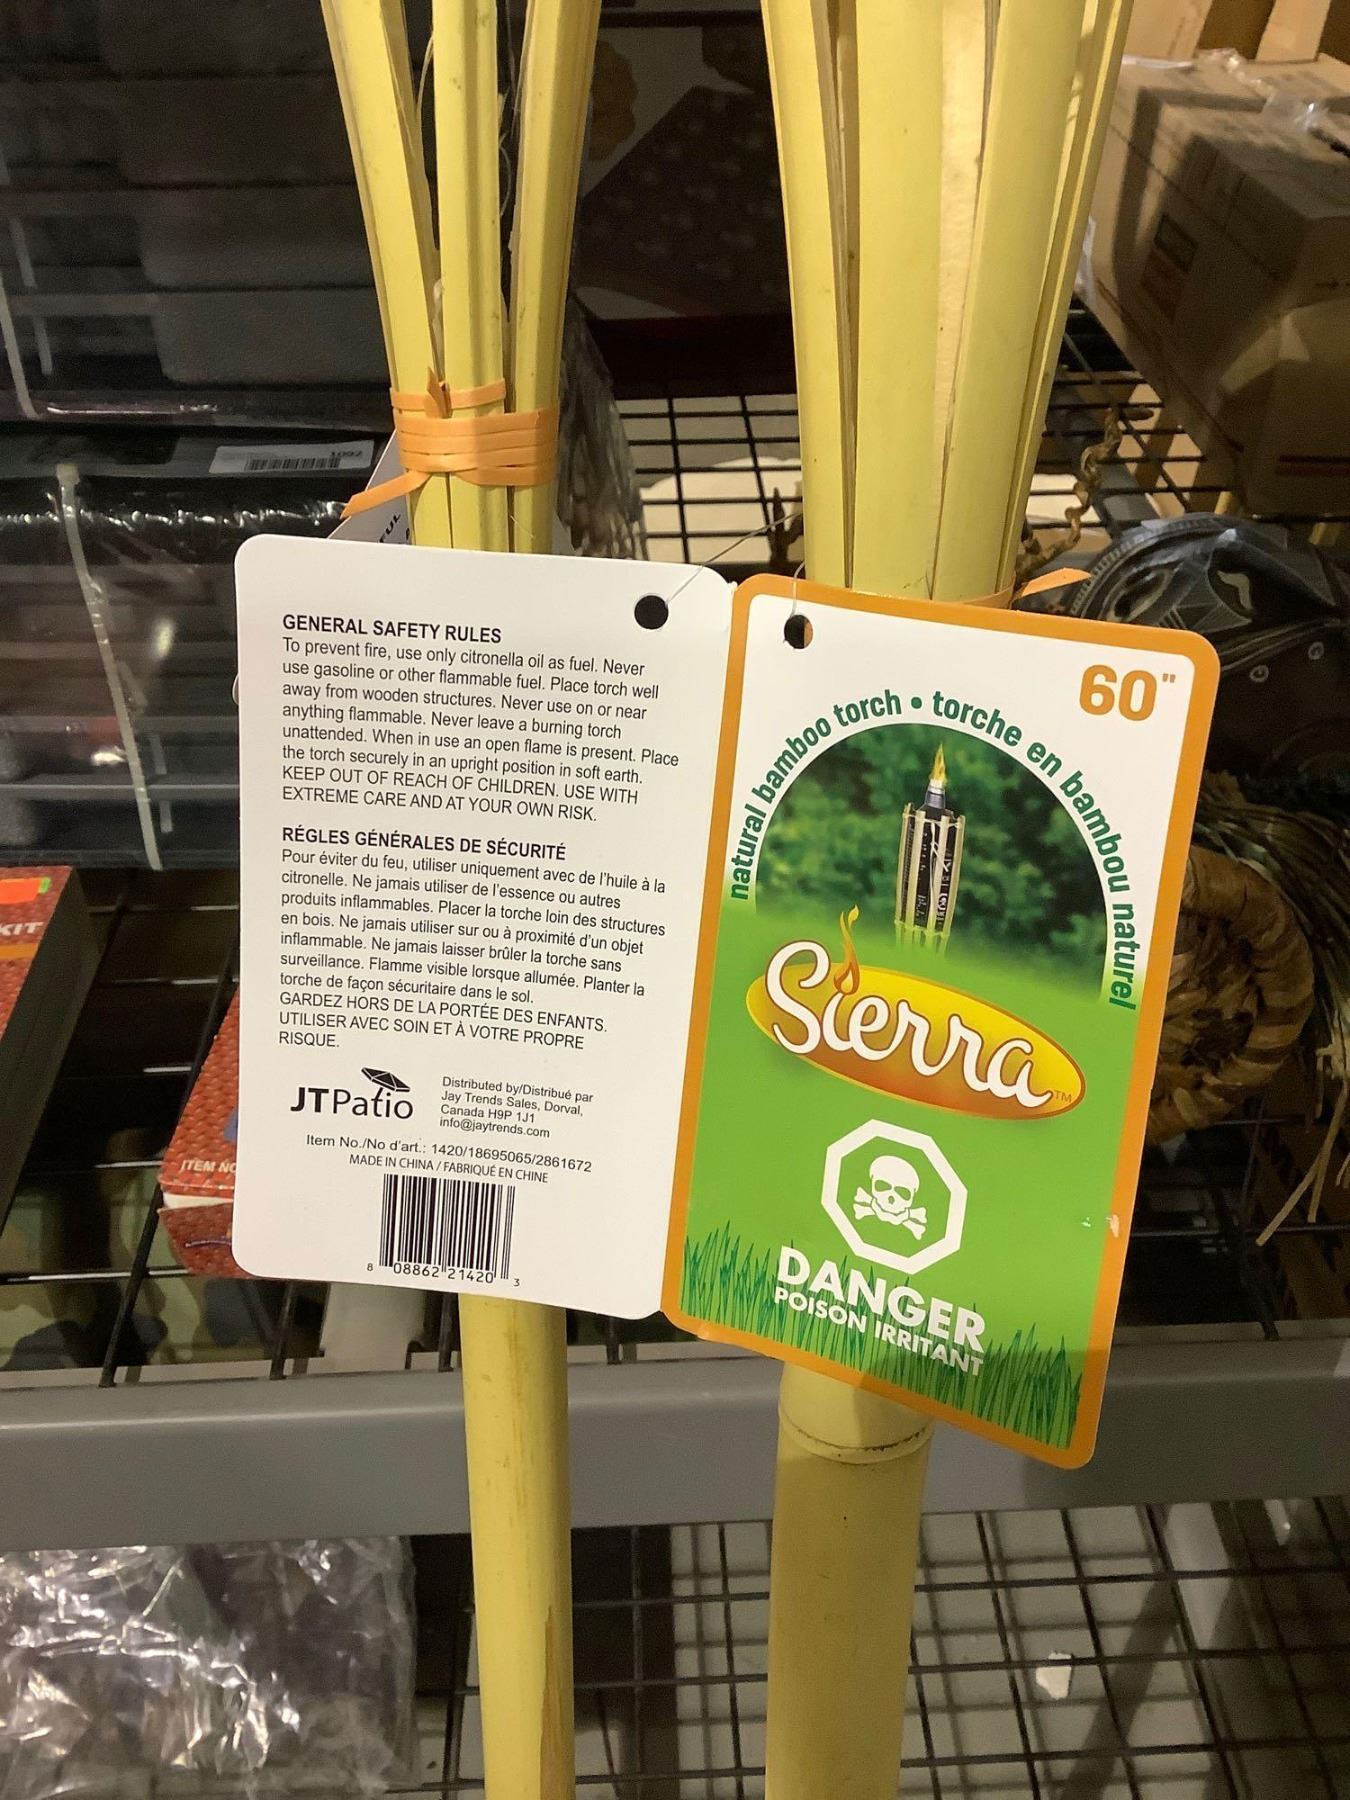 1092
TUL
GENERAL SAFETY RULES
To prevent fire, use only citronella oil as fuel. Never
use gasoline or other flammable fuel. Place torch well
away from wooden structures. Never use on or near
anything flammable. Never leave a burning torch
unattended. When in use an open flame is present. Place
the torch securely in an upright position in soft earth.
KEEP OUT OF REACH OF CHILDREN. USE WITH
EXTREME CARE AND AT YOUR OWN RISK.
RÉGLES GÉNÉRALES DE SÉCURITÉ
Pour éviter du feu, utiliser uniquement avec de l'huile à la
citronelle. Ne jamais utiliser de l'essence ou autres
produits inflammables. Placer la torche loin des structures
en bois. Ne jamais utiliser sur ou à proximité d'un objet
inflammable. Ne jamais laisser brûler la torche sans
surveillance. Flamme visible lorsque allumée. Planter la
torche de façon sécuritaire dans le sol.
GARDEZ HORS DE LA PORTÉE DES ENFANTS.
UTILISER AVEC SOIN ET À VOTRE PROPRE
RISQUE.
JTPatio
Distributed by/Distribué par
Jay Trends Sales, Dorval,
Canada H9P 1J1
info@jaytrends.com
Item No./No d'art.: 1420/18695065/2861672
MADE IN CHINA / FABRIQUÉ EN CHINE
8 08862 21420 3
60"
natural bamboo torch • torche en bambou naturel
Sierra™
DANGER
POISON IRRITANT
KIT
ITEM NO